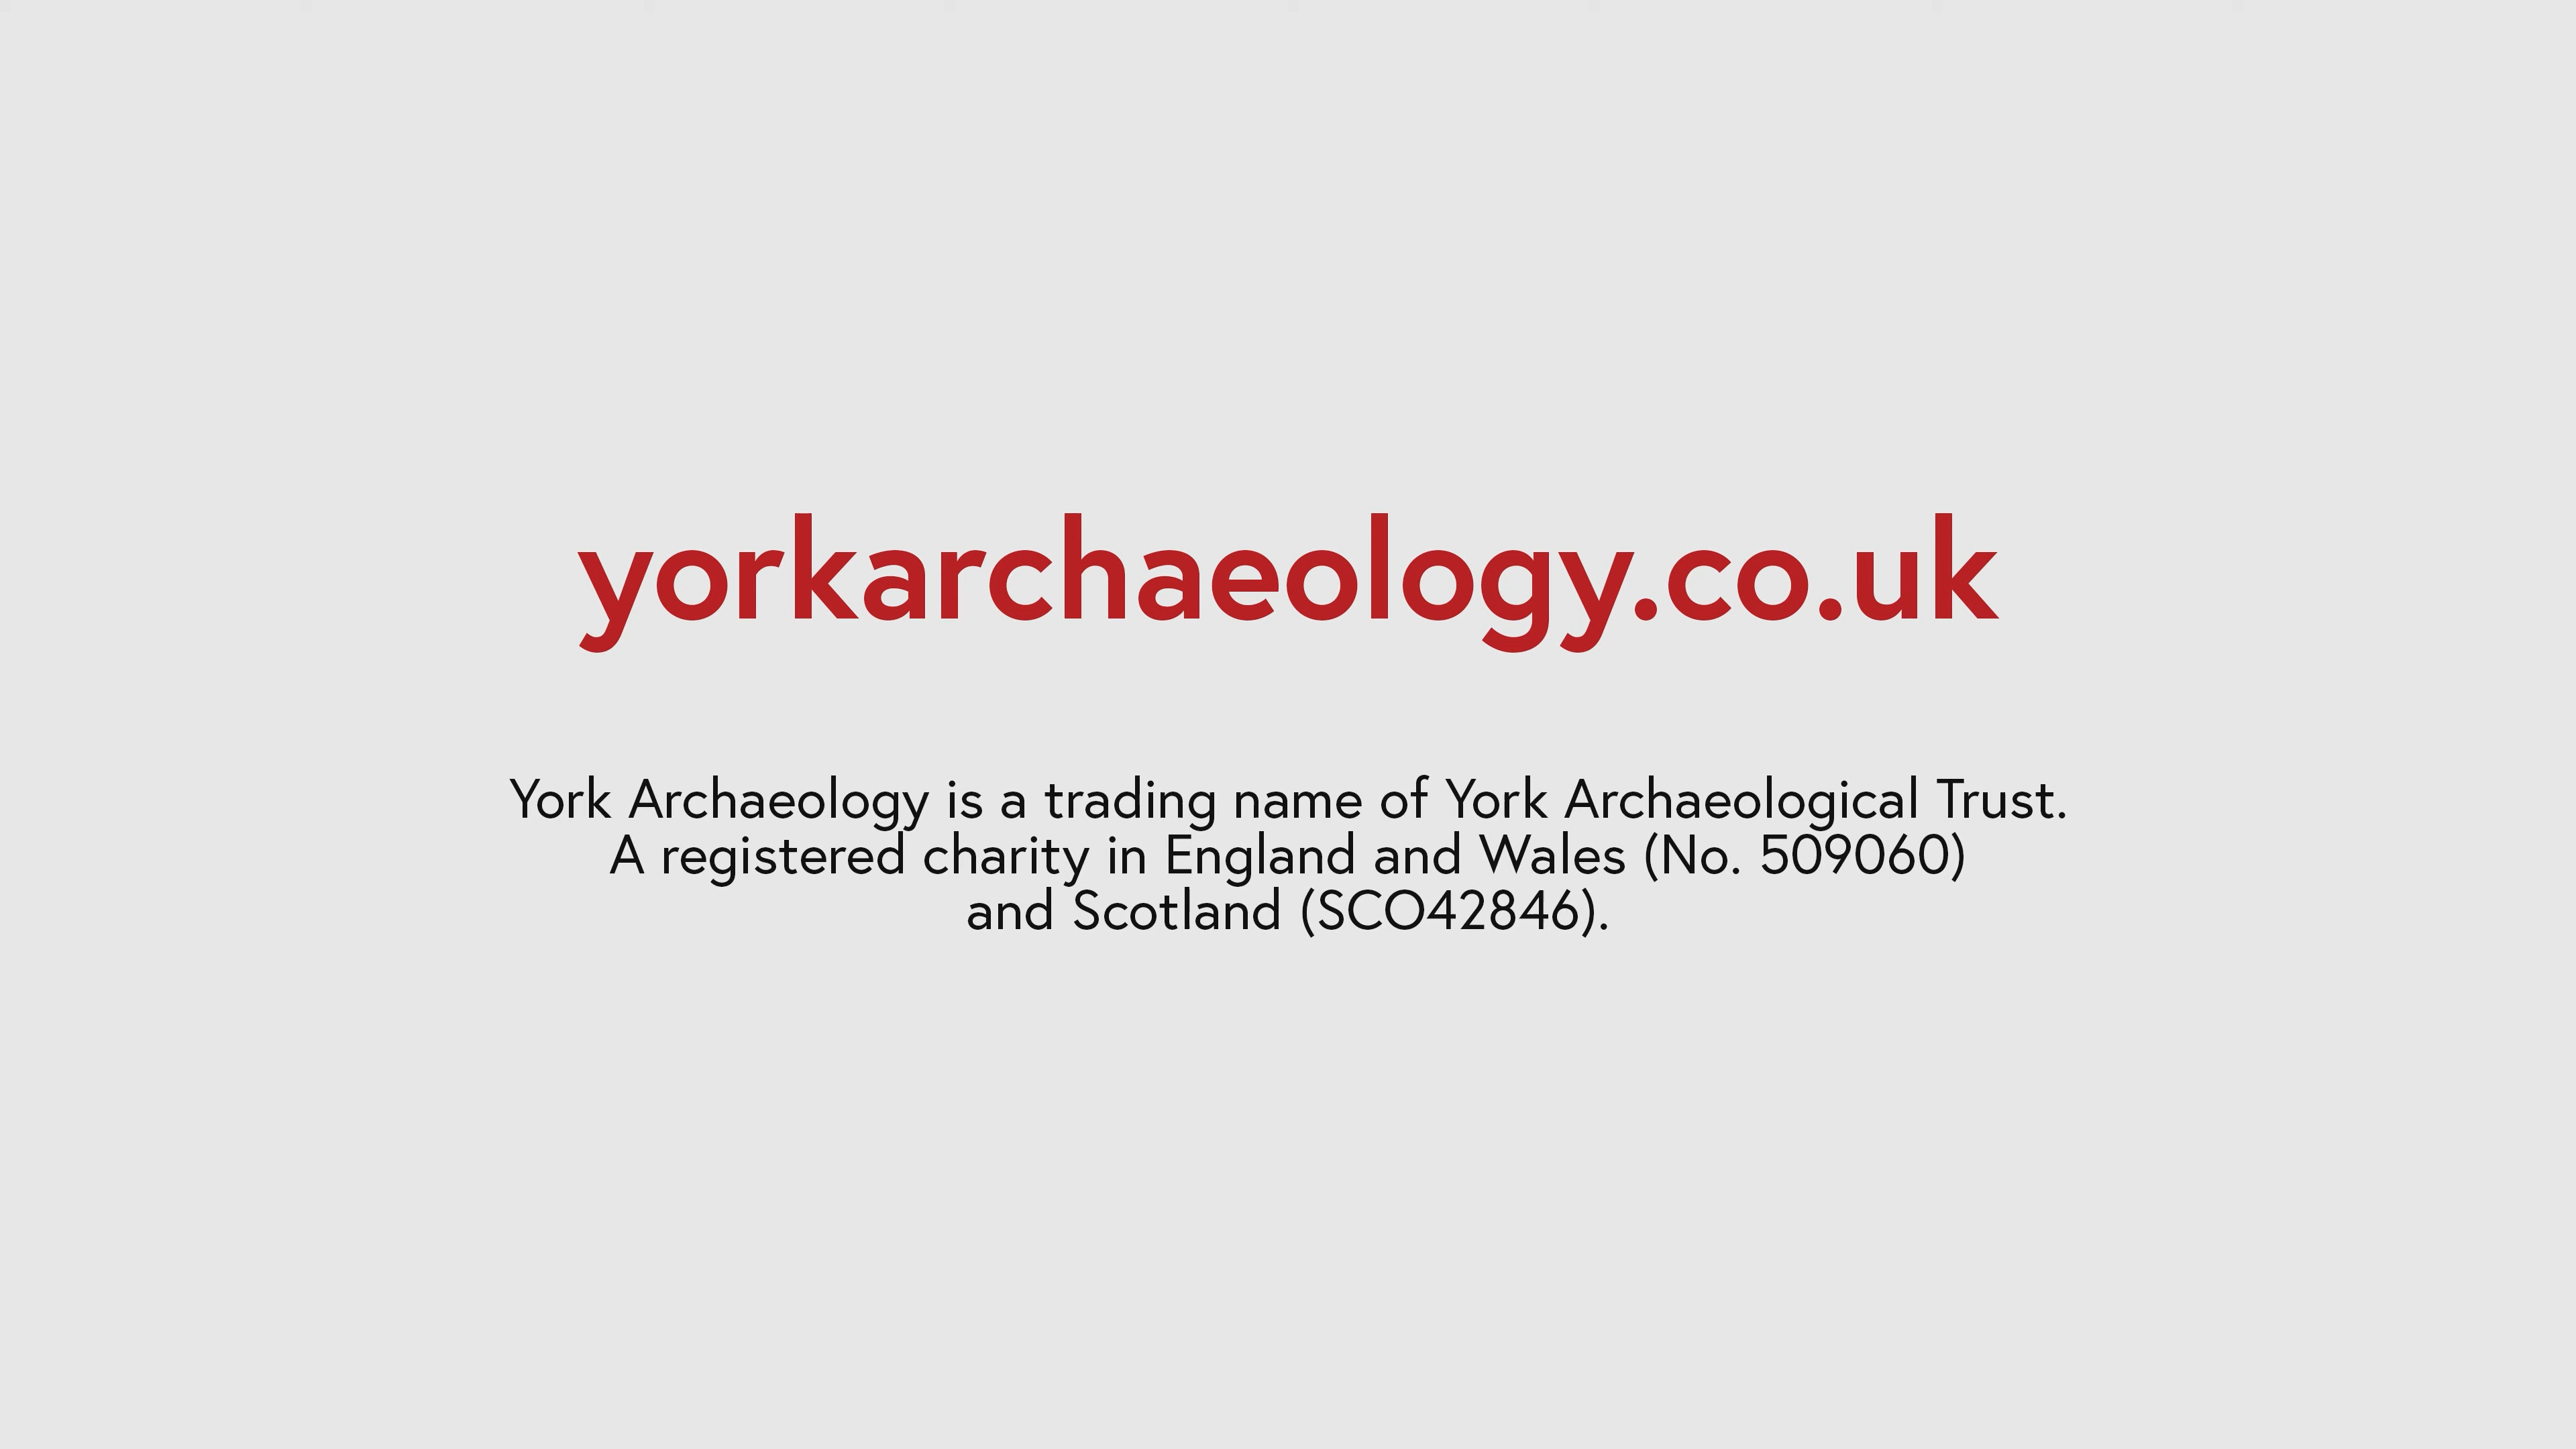 yorkarchaeology.co.uk
York Archaeology is a trading name of York Archaeological Trust.
A registered charity in England and Wales (No. 509060)
and Scotland (SCO42846).